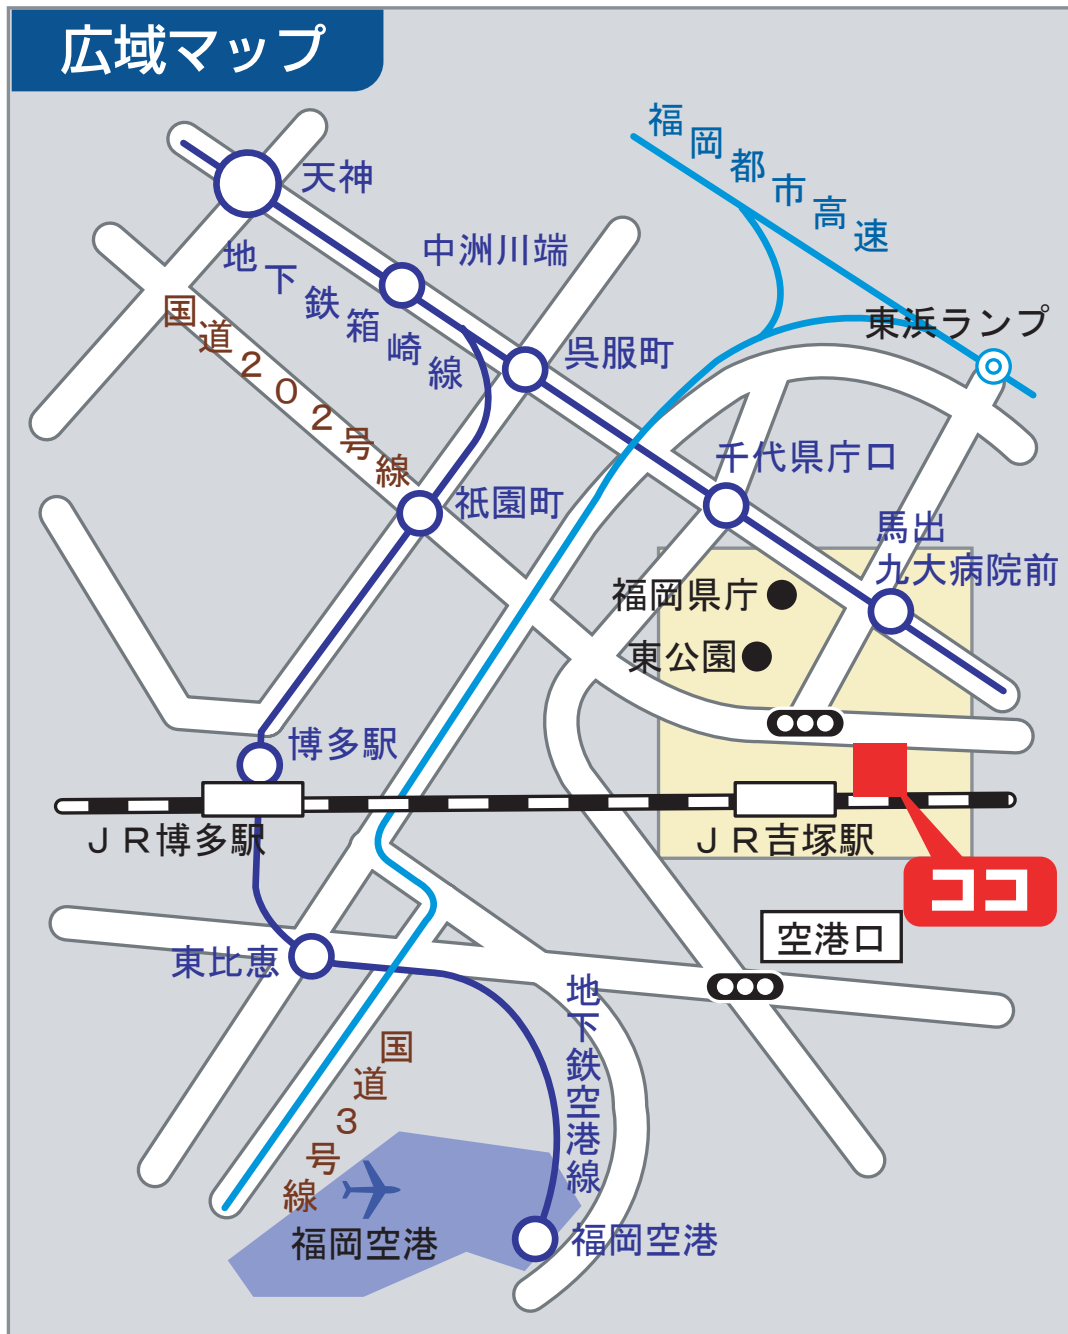 広域マップ
福岡都市高速
天神
中洲川端
地下鉄箱崎線
国道202号線
東浜ランプ
呉服町
千代県庁口
祇園町
馬出
九大病院前
福岡県庁
東公園
博多駅
JR博多駅
JR吉塚駅
ココ
空港口
東比恵
地下鉄空港線
国道3号線
福岡空港
福岡空港